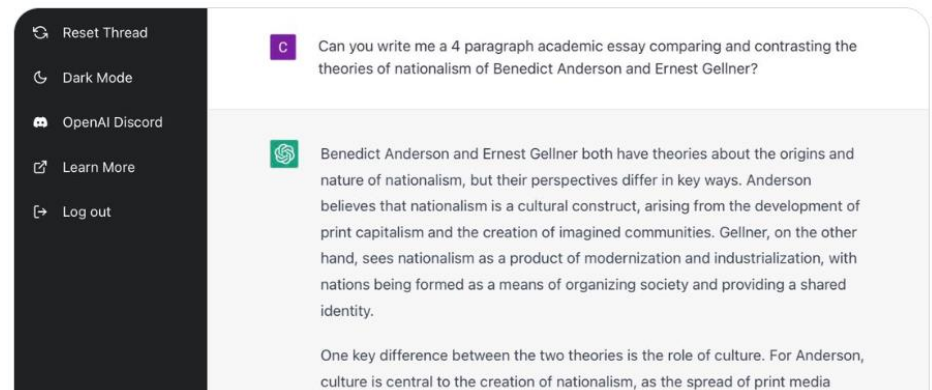 Reset Thread
Dark Mode
OpenAI Discord
Learn More
Log out
C
Can you write me a 4 paragraph academic essay comparing and contrasting the
theories of nationalism of Benedict Anderson and Ernest Gellner?
Benedict Anderson and Ernest Gellner both have theories about the origins and
nature of nationalism, but their perspectives differ in key ways. Anderson
believes that nationalism is a cultural construct, arising from the development of
print capitalism and the creation of imagined communities. Gellner, on the other
hand, sees nationalism as a product of modernization and industrialization, with
nations being formed as a means of organizing society and providing a shared
identity.
One key difference between the two theories is the role of culture. For Anderson,
culture is central to the creation of nationalism, as the spread of print media